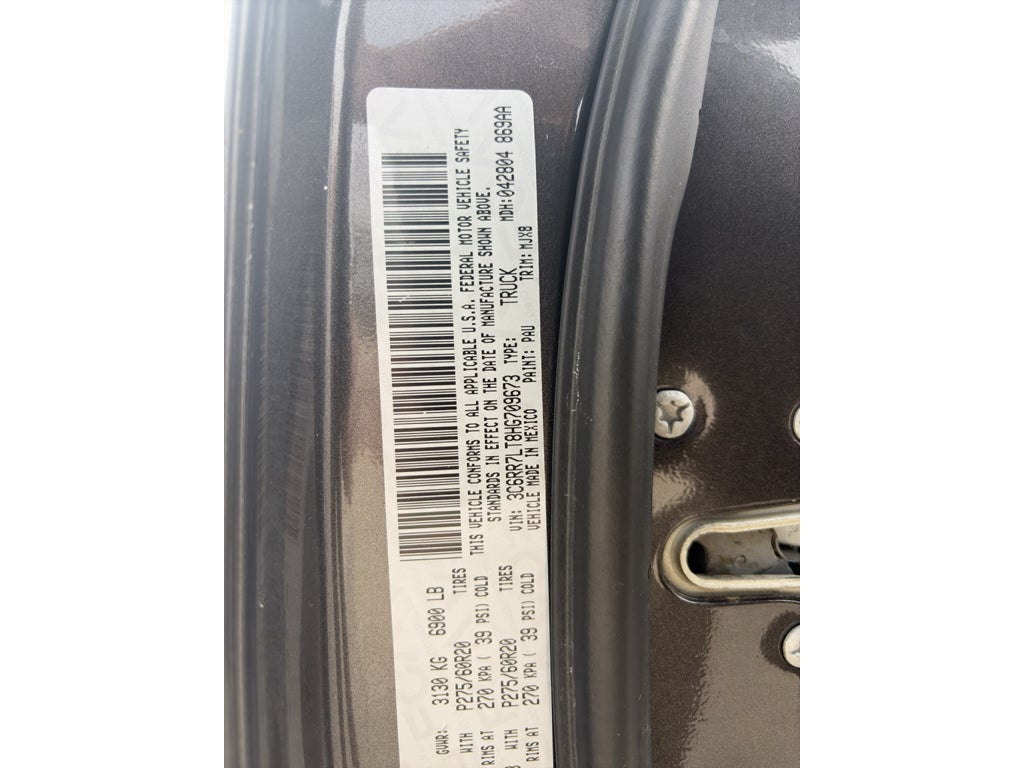 GVWR: 3130 KG 6900 LB
WITH P275/60R20 TIRES
RIMS AT 270 KPA ( 39 PSI) COLD
WITH P275/60R20 TIRES
RIMS AT 270 KPA ( 39 PSI) COLD
THIS VEHICLE CONFORMS TO ALL APPLICABLE U.S.A. FEDERAL MOTOR VEHICLE SAFETY
STANDARDS IN EFFECT ON THE DATE OF MANUFACTURE SHOWN ABOVE.
VIN: 3C6RR7LT8HG709673 TYPE: TRUCK MDH:042804 869AA
VEHICLE MADE IN MEXICO PAINT: PAU TRIM: MJX8